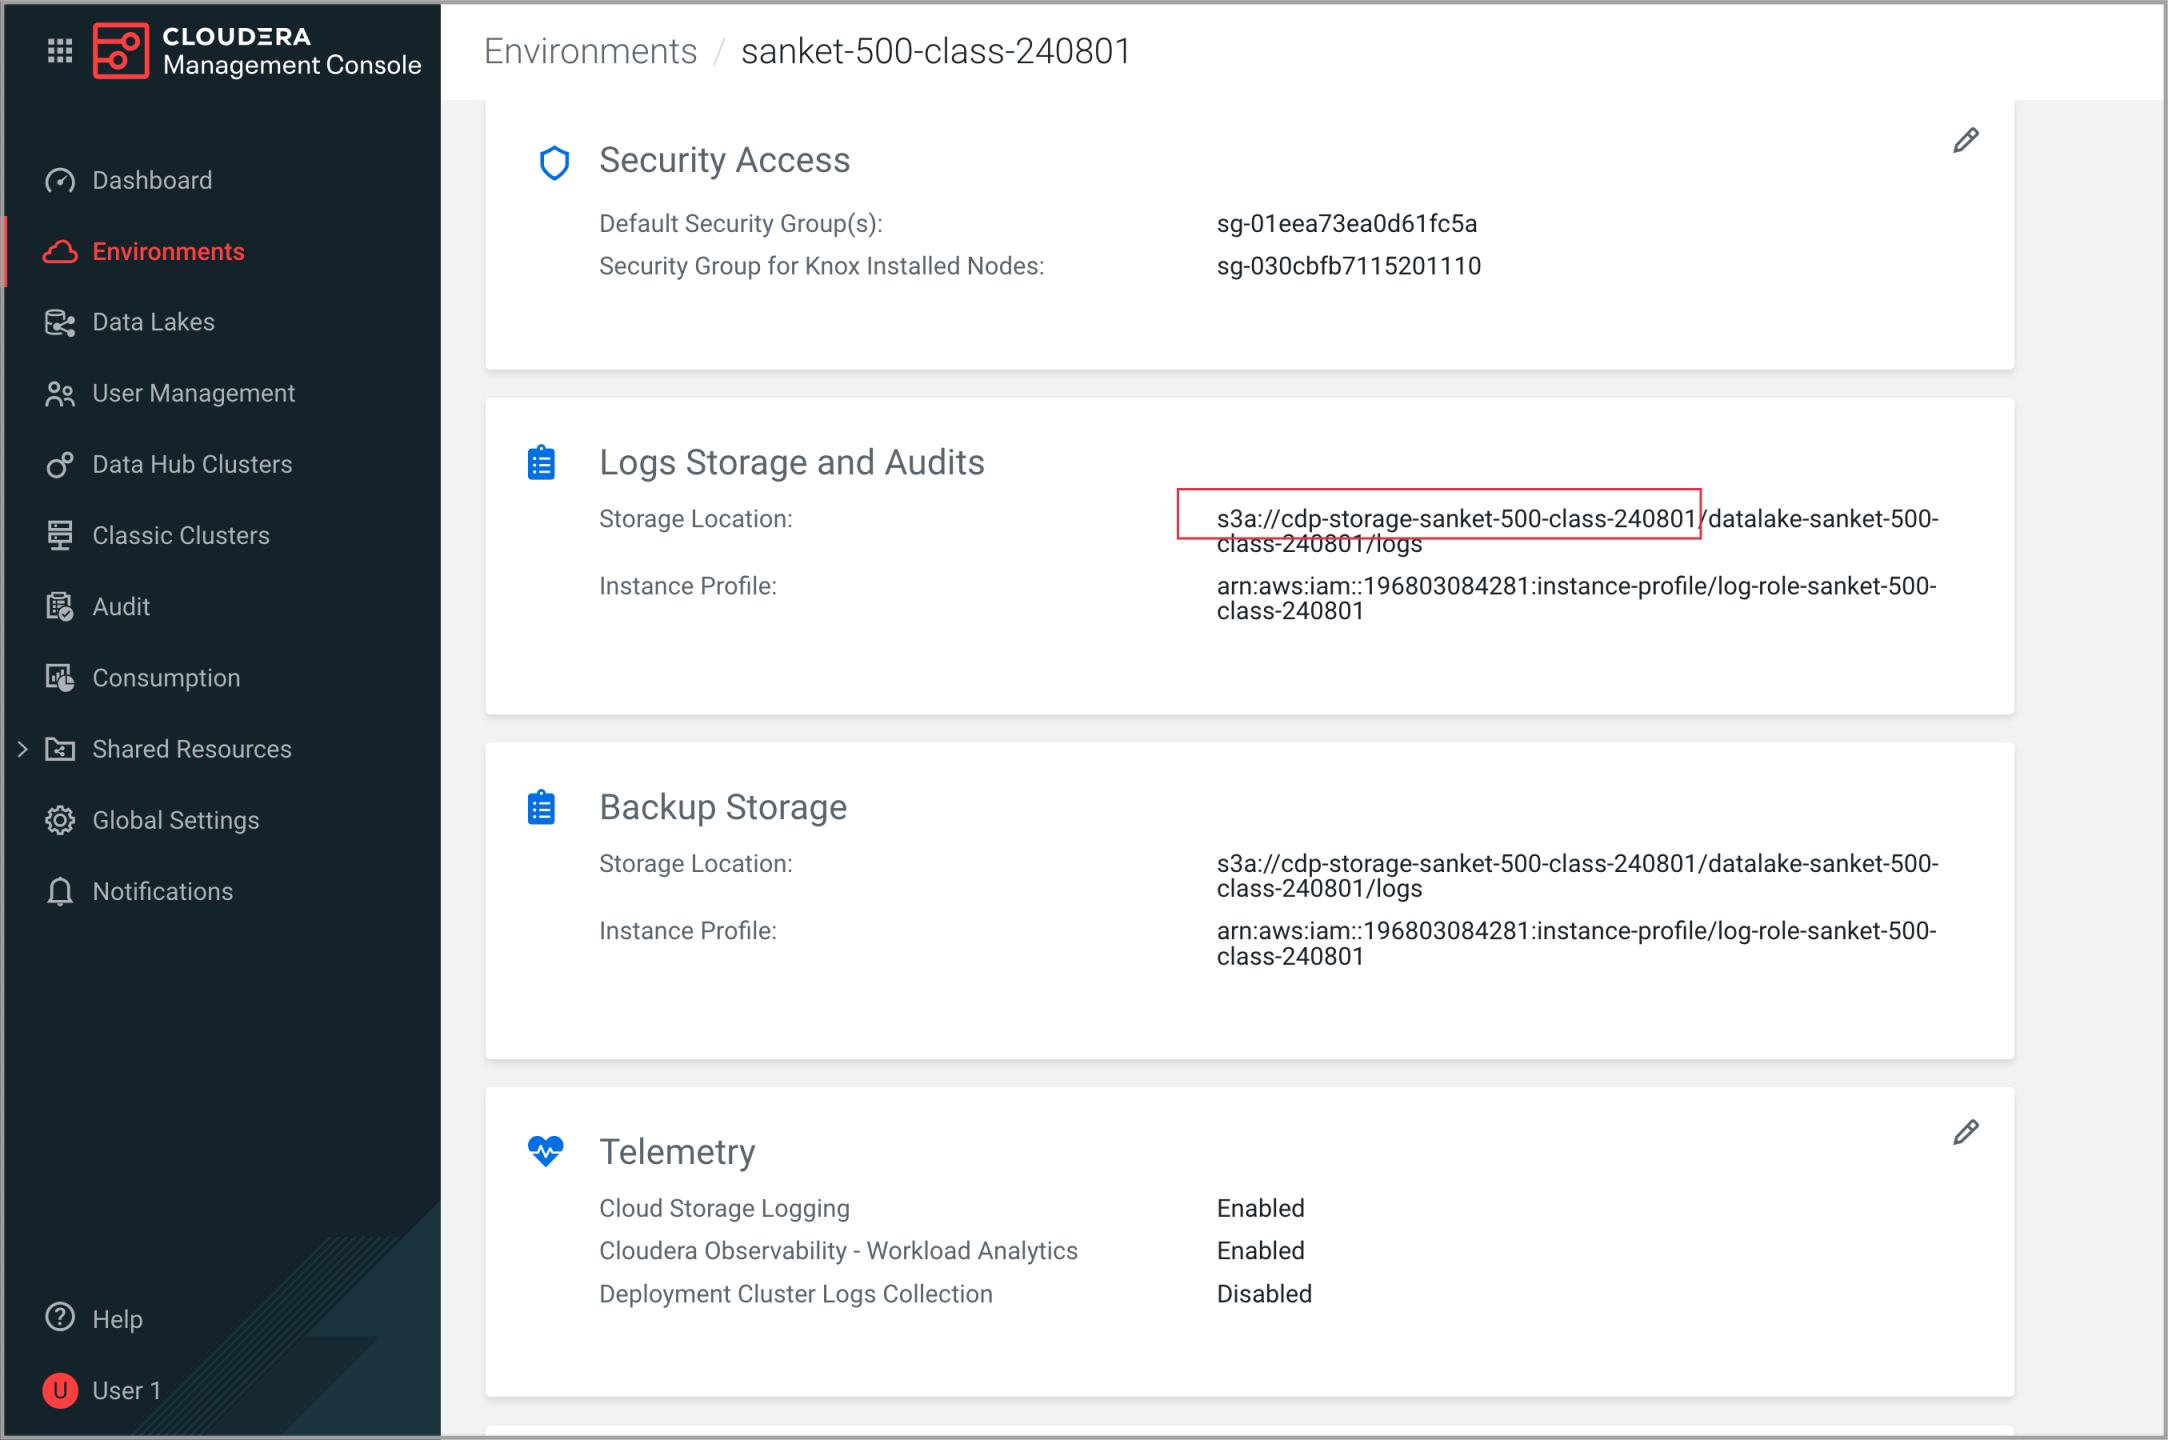 CLOUDERA
Management Console
Environments / sanket-500-class-240801
Dashboard
Environments
Data Lakes
User Management
Data Hub Clusters
Classic Clusters
Audit
Consumption
Shared Resources
Global Settings
Notifications
Help
U User 1
Security Access
Default Security Group(s): sg-01eea73ea0d61fc5a
Security Group for Knox Installed Nodes: sg-030cbfb7115201110
Logs Storage and Audits
Storage Location: s3a://cdp-storage-sanket-500-class-240801/datalake-sanket-500-
class-240801/logs
Instance Profile: arn:aws:iam::196803084281:instance-profile/log-role-sanket-500-
class-240801
Backup Storage
Storage Location: s3a://cdp-storage-sanket-500-class-240801/datalake-sanket-500-
class-240801/logs
Instance Profile: arn:aws:iam::196803084281:instance-profile/log-role-sanket-500-
class-240801
Telemetry
Cloud Storage Logging Enabled
Cloudera Observability - Workload Analytics Enabled
Deployment Cluster Logs Collection Disabled